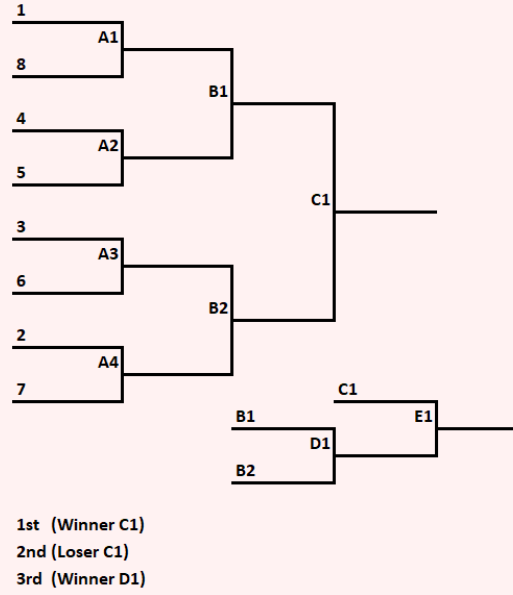 1
A1
8
B1
4
A2
5
C1
3
A3
6
B2
2
A4
7
C1
B1
E1
D1
B2
1st (Winner C1)
2nd (Loser C1)
3rd (Winner D1)